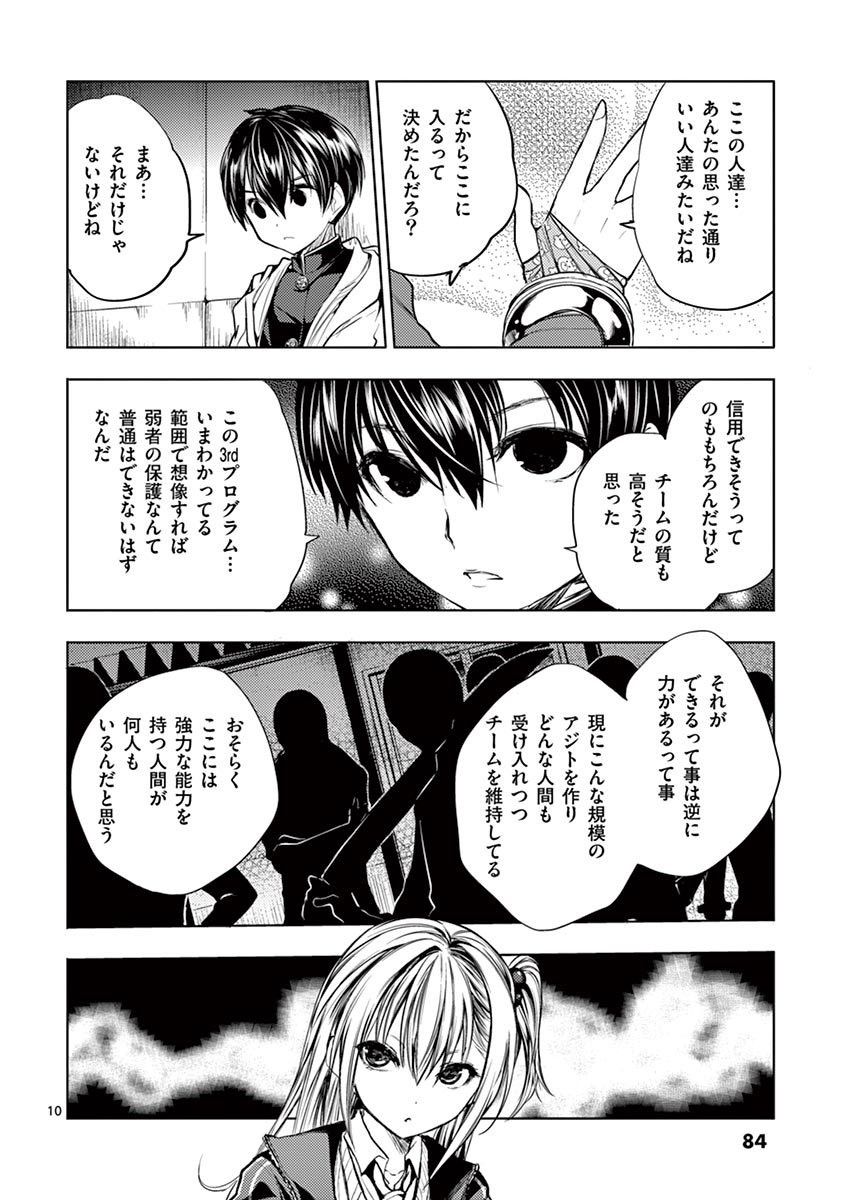 ここの人達…
あんたの思った通り
いい人達みたいだね
だからここに
入るって
決めたんだろ？
まあ…
それだけじゃ
ないけどね
信用できそうって
のももちろんだけど
チームの質も
高そうだと
思った
この3rdプログラム…
いまわかってる
範囲で想像すれば
弱者の保護なんて
普通はできないはず
なんだ
それが
できるって事は逆に
力があるって事
現にこんな規模の
アジトを作り
どんな人間も
受け入れつつ
チームを維持してる
おそらく
ここには
強力な能力を
持つ人間が
何人も
いるんだと思う
10
84